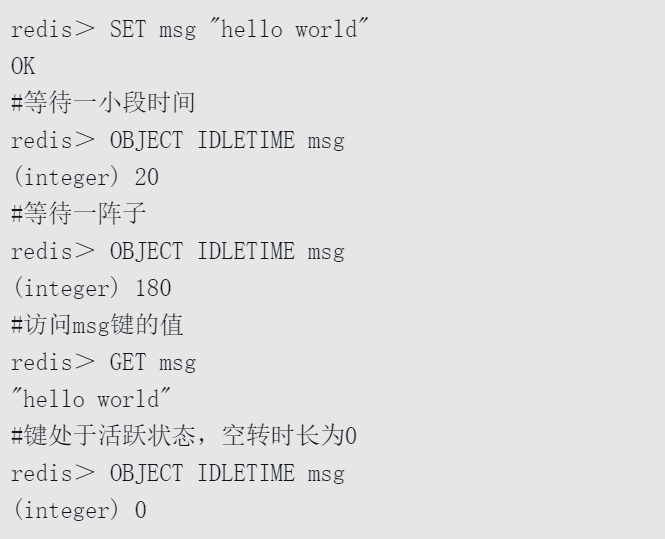 redis＞ SET msg "hello world"
OK
#等待一小段时间
redis＞ OBJECT IDLETIME msg
(integer) 20
#等待一阵子
redis＞ OBJECT IDLETIME msg
(integer) 180
#访问msg键的值
redis＞ GET msg
"hello world"
#键处于活跃状态，空转时长为0
redis＞ OBJECT IDLETIME msg
(integer) 0